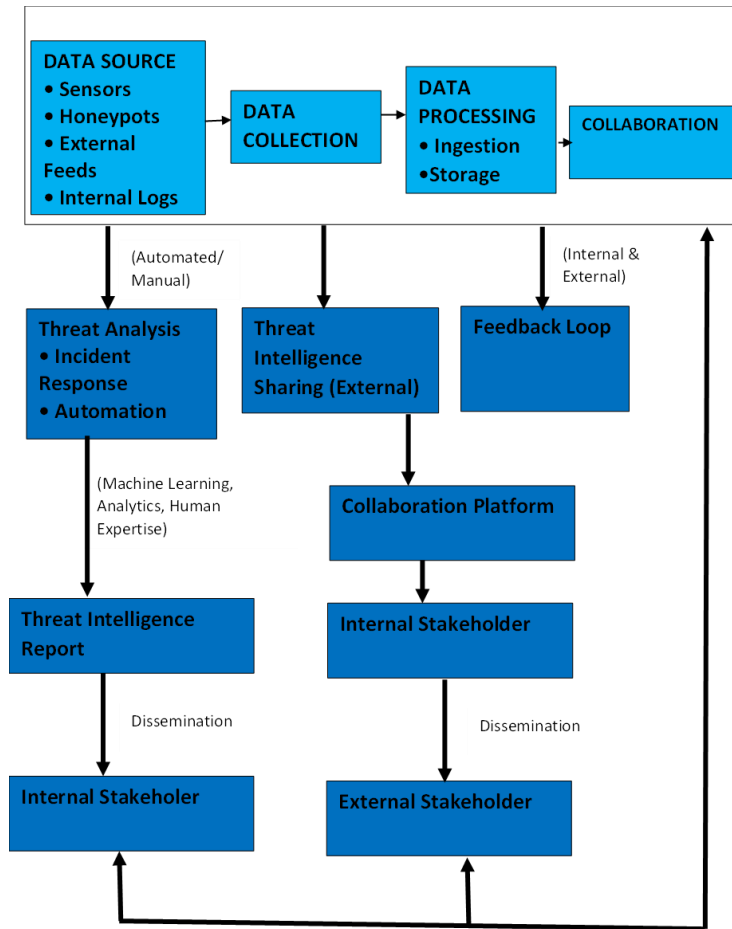 DATA SOURCE
• Sensors
• Honeypots
• External
Feeds
• Internal Logs
DATA
COLLECTION
DATA
PROCESSING
• Ingestion
•Storage
COLLABORATION
(Automated/
Manual)
(Internal &
External)
Threat Analysis
• Incident
Response
• Automation
Threat
Intelligence
Sharing (External)
Feedback Loop
(Machine Learning,
Analytics, Human
Expertise)
Collaboration Platform
Threat Intelligence
Report
Internal Stakeholder
Dissemination
Dissemination
Internal Stakeholer
External Stakeholder